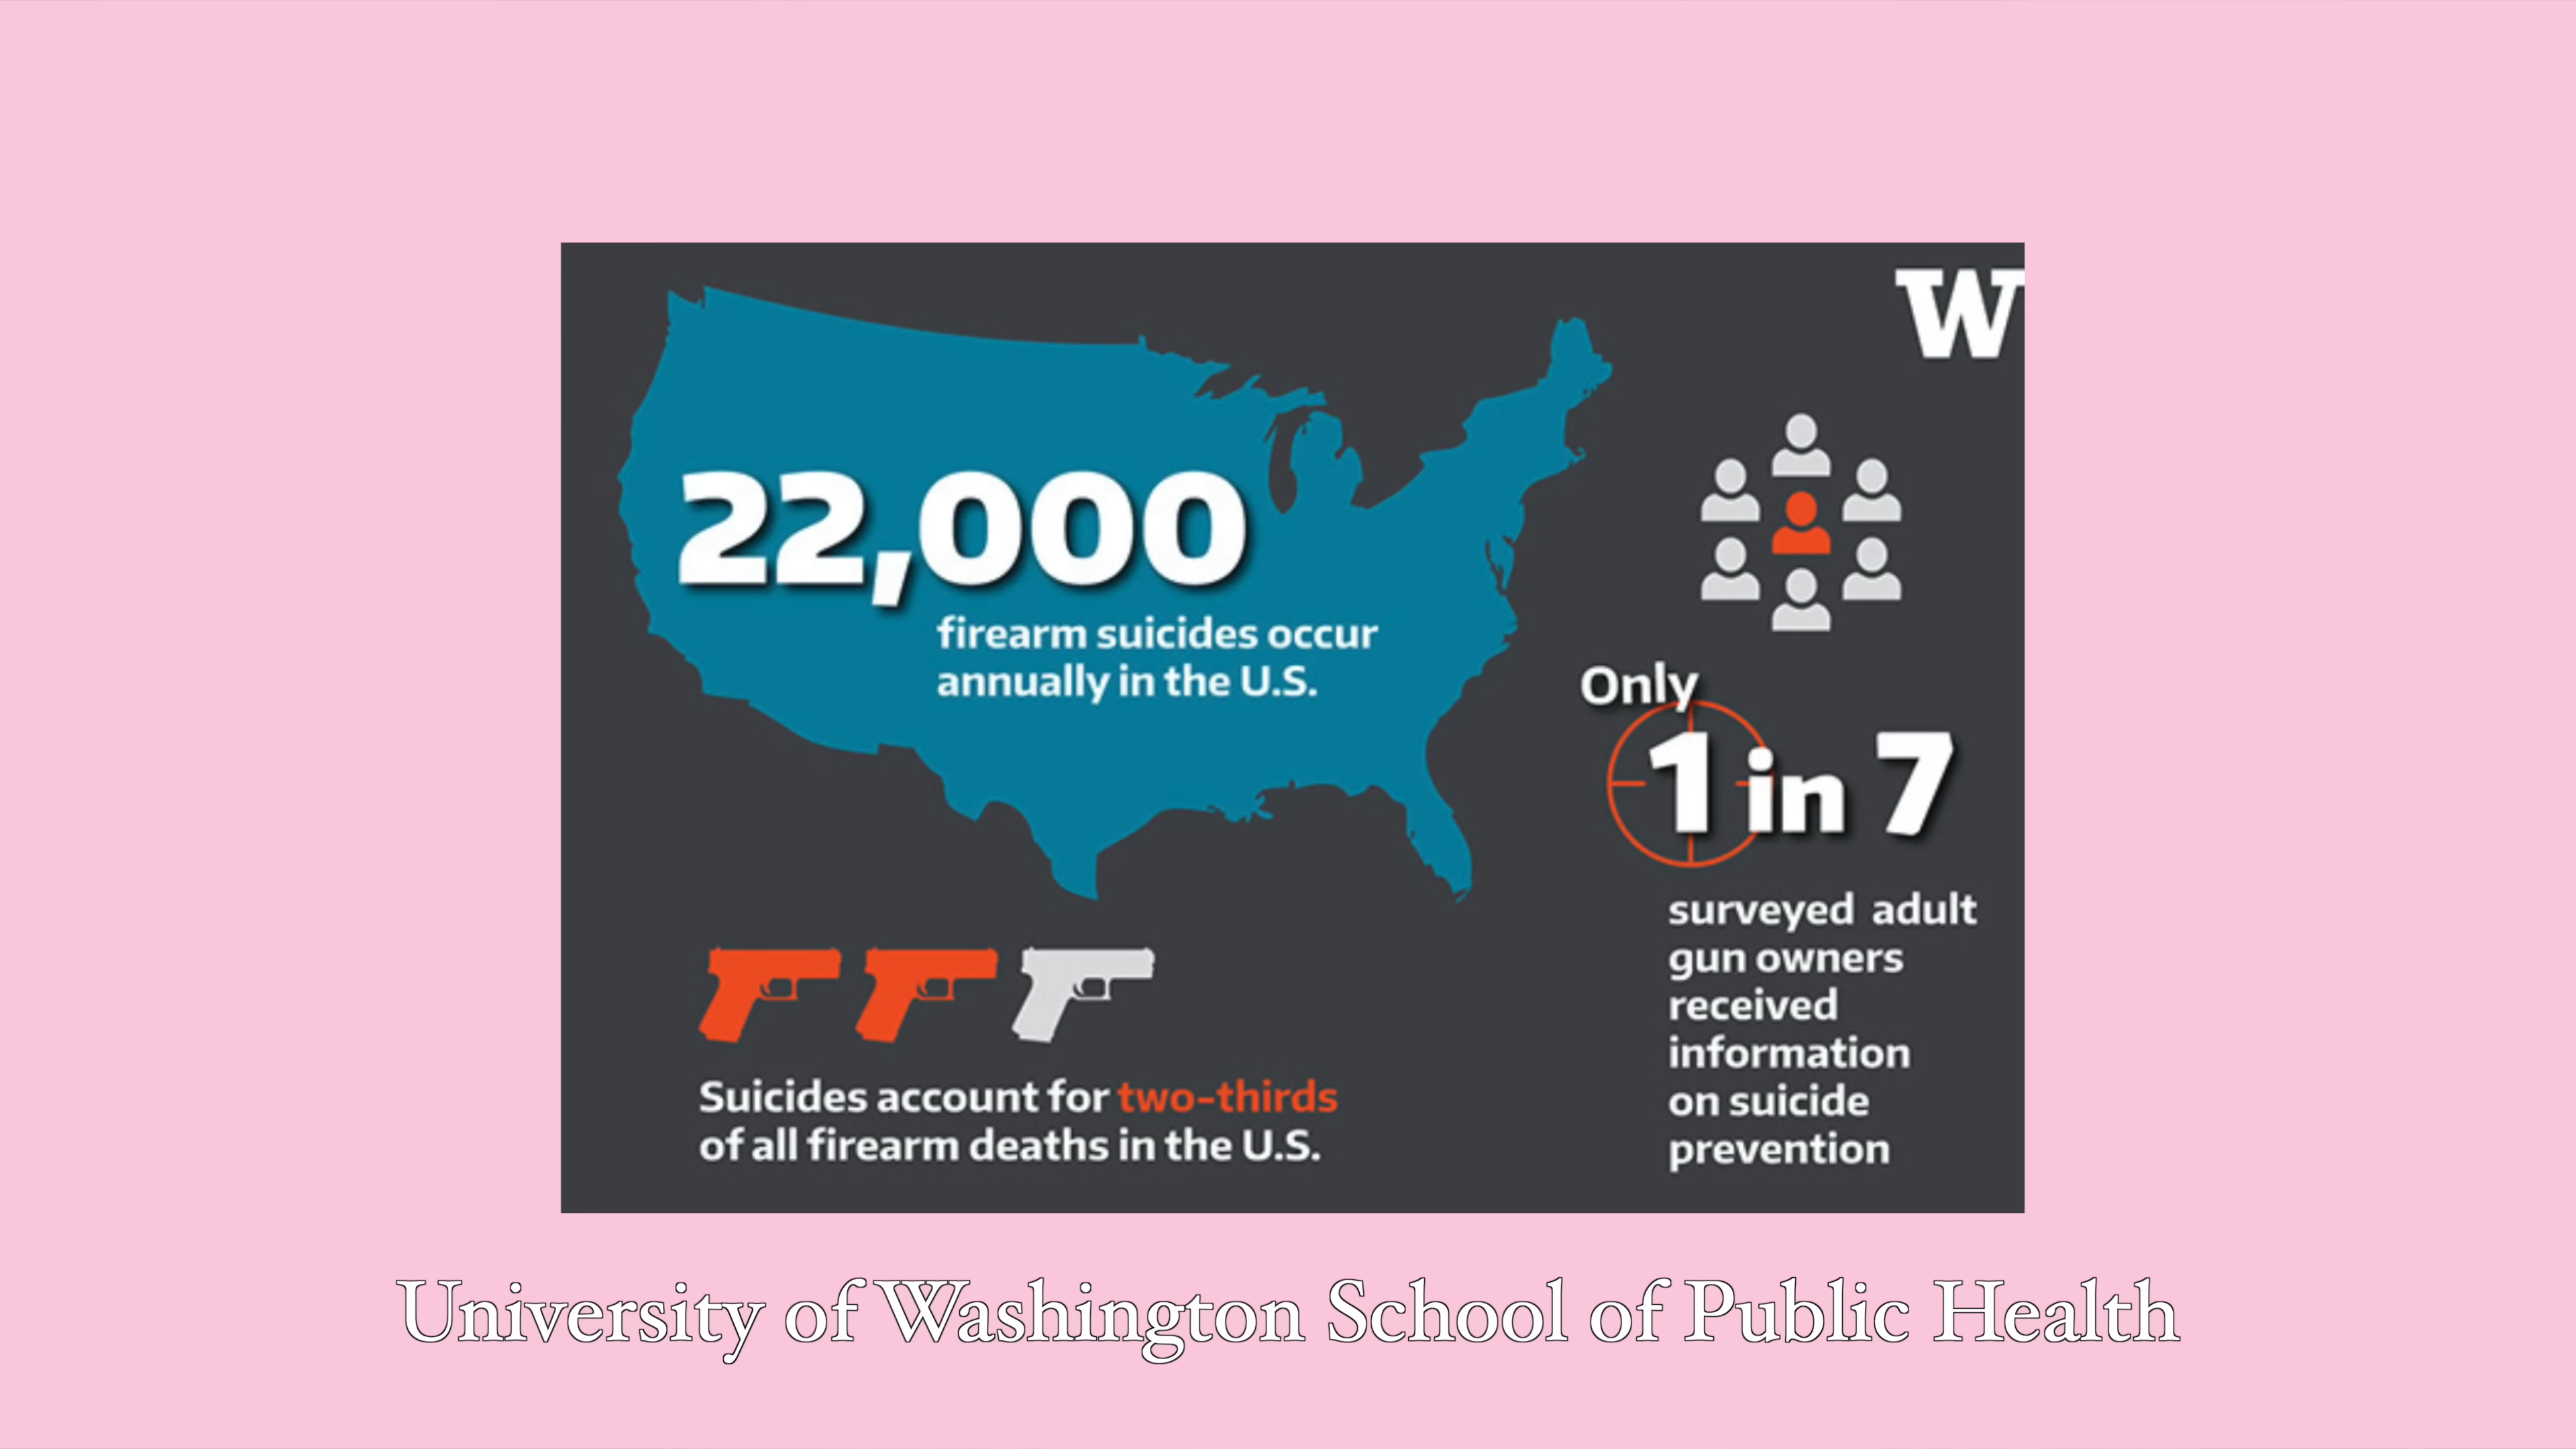 W
22,000
firearm suicides occur
annually in the U.S.
Only
1 in 7
surveyed adult
gun owners
received
information
on suicide
prevention
Suicides account for two-thirds
of all firearm deaths in the U.S.
University of Washington School of Public Health